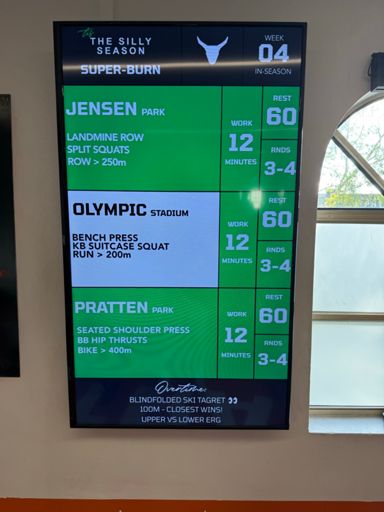 The
THE SILLY
SEASON
SUPER-BURN
WEEK
04
IN-SEASON
JENSEN PARK
LANDMINE ROW
SPLIT SQUATS
ROW > 250m
WORK
12
MINUTES
REST
60
RNDS
3-4
OLYMPIC STADIUM
BENCH PRESS
KB SUITCASE SQUAT
RUN > 200m
WORK
12
MINUTES
REST
60
RNDS
3-4
PRATTEN PARK
SEATED SHOULDER PRESS
BB HIP THRUSTS
BIKE > 400m
WORK
12
MINUTES
REST
60
RNDS
3-4
Overtime:
BLINDFOLDED SKI TAGRET 👀
100M - CLOSEST WINS!
UPPER VS LOWER ERG